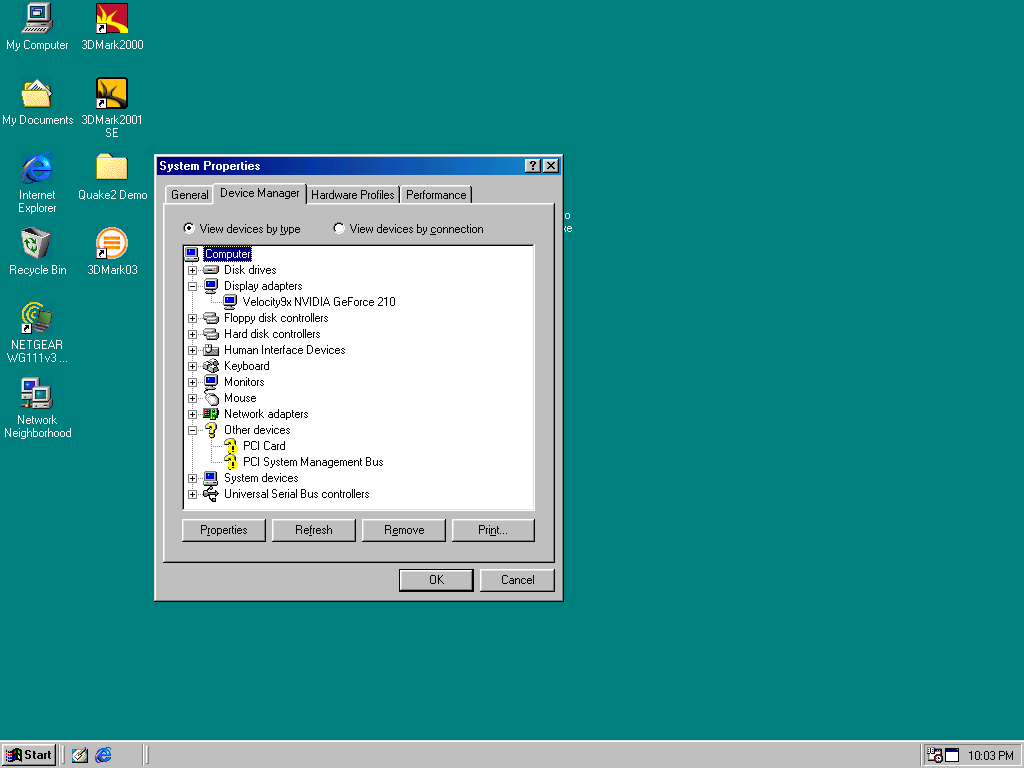 My Computer
3DMark2000
My Documents
3DMark2001
SE
Internet
Explorer
Quake2 Demo
Recycle Bin
3DMark03
NETGEAR
WG111v3 ...
Network
Neighborhood
System Properties
General
Device Manager
Hardware Profiles
Performance
View devices by type
View devices by connection
Computer
Disk drives
Display adapters
Velocity9x NVIDIA GeForce 210
Floppy disk controllers
Hard disk controllers
Human Interface Devices
Keyboard
Monitors
Mouse
Network adapters
Other devices
PCI Card
PCI System Management Bus
System devices
Universal Serial Bus controllers
Properties
Refresh
Remove
Print...
OK
Cancel
Start
10:03 PM